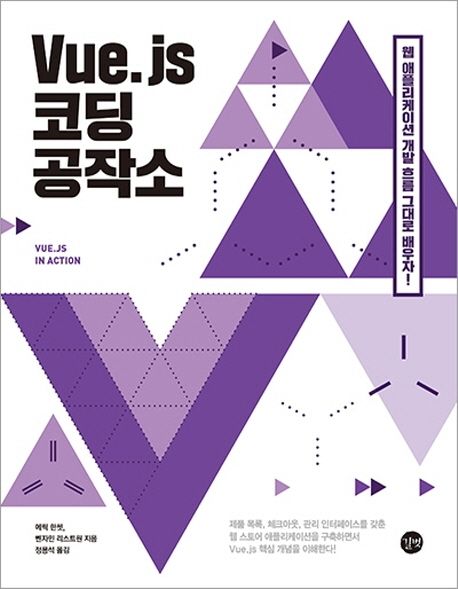 Vue.js
코딩
공작소
VUE.JS
IN ACTION
웹 애플리케이션 개발 흐름 그대로 배우자!
에릭 한쳇,
벤자민 리스트원 지음
정용석 옮김
제품 목록, 체크아웃, 관리 인터페이스를 갖춘
웹 스토어 애플리케이션을 구축하면서
Vue.js 핵심 개념을 이해한다!
길벗